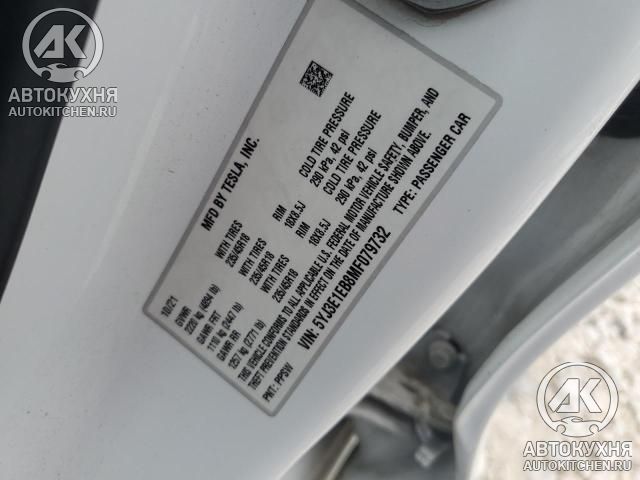 АВТОКУХНЯ
AUTOKITCHEN.RU
MFD BY TESLA, INC.
10/21
GVWR
2220 kg (4894 lb)
GAWR FRT WITH TIRES RIM COLD TIRE PRESSURE
1110 kg (2447 lb) 235/45R18 18X8.5J 290 kPa, 42 psi
GAWR RR WITH TIRES RIM COLD TIRE PRESSURE
1257 kg (2771 lb) 235/45R18 18X8.5J 290 kPa, 42 psi
THIS VEHICLE CONFORMS TO ALL APPLICABLE U.S. FEDERAL MOTOR VEHICLE SAFETY, BUMPER, AND
THEFT PREVENTION STANDARDS IN EFFECT ON THE DATE OF MANUFACTURE SHOWN ABOVE.
VIN: 5YJ3E1EB8MF079732 TYPE: PASSENGER CAR
PNT: PPSW
АВТОКУХНЯ
AUTOKITCHEN.RU